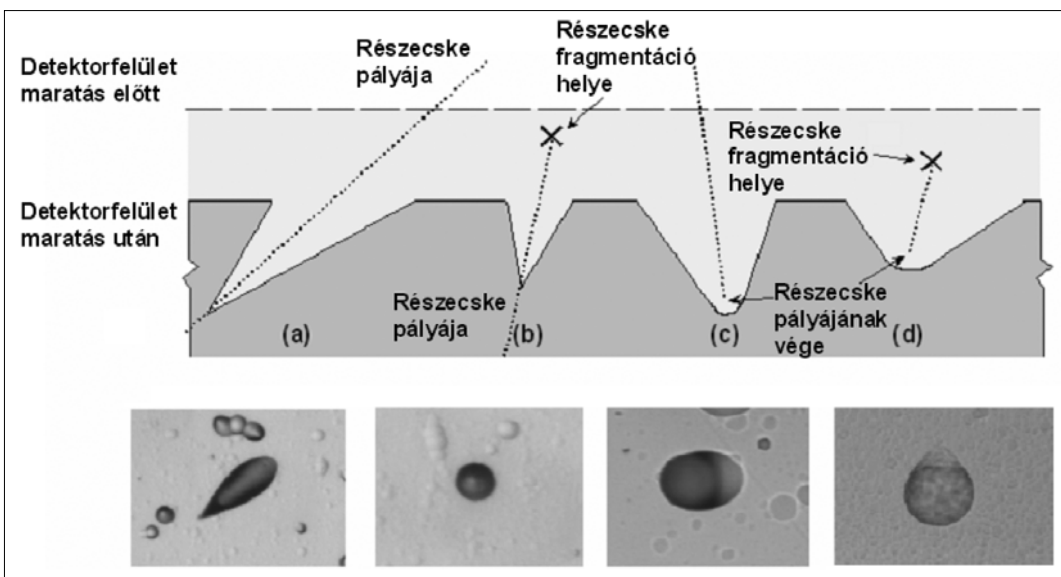 Detektorfelület
maratás előtt
Részecske
pályája
Részecske
fragmentáció
helye
Részecske
fragmentáció
helye
Detektorfelület
maratás után
Részecske
pályája
(a)
(b)
(c)
(d)
Részecske
pályájának
vége